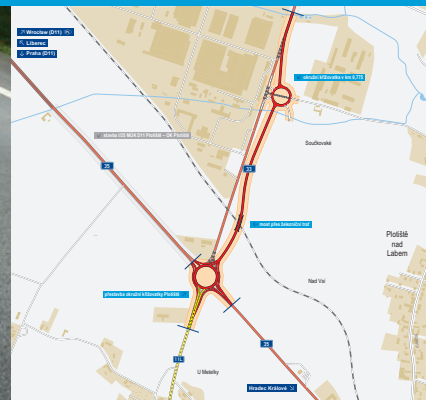 Wrocław (D11)
Liberec
Praha (D11)
okružní křižovatka v km 0,775
stavba I/33 MÚK D11 Plotiště – OK Plotiště
Součkovské
35
33
Plotiště
nad
Labem
most přes železniční trať
Nad Vsí
přestavba okružní křižovatky Plotiště
35
11L
U Metelky
Hradec Králové